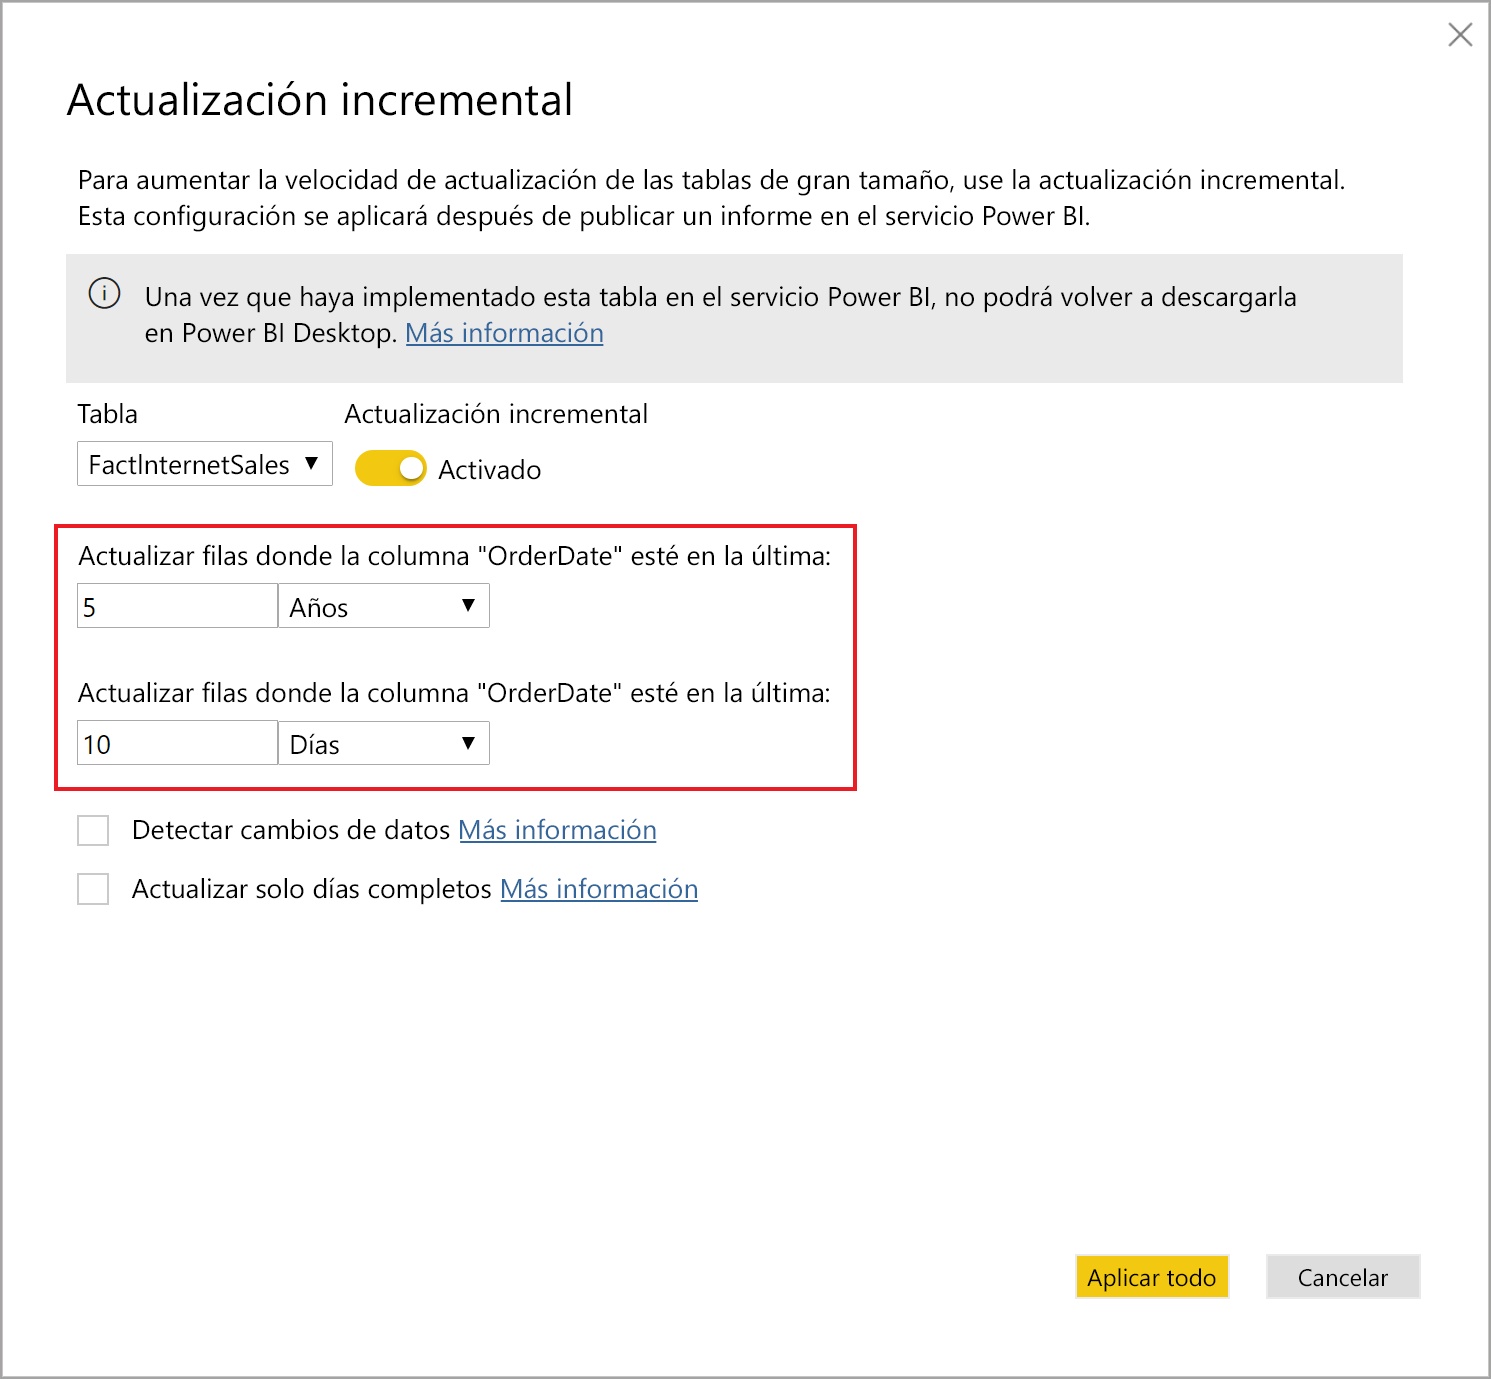 Actualización incremental
Para aumentar la velocidad de actualización de las tablas de gran tamaño, use la actualización incremental.
Esta configuración se aplicará después de publicar un informe en el servicio Power BI.
Una vez que haya implementado esta tabla en el servicio Power BI, no podrá volver a descargarla
en Power BI Desktop. Más información
Tabla Actualización incremental
FactInternetSales Activado
Actualizar filas donde la columna "OrderDate" esté en la última:
5 Años
Actualizar filas donde la columna "OrderDate" esté en la última:
10 Días
Detectar cambios de datos Más información
Actualizar solo días completos Más información
Aplicar todo Cancelar